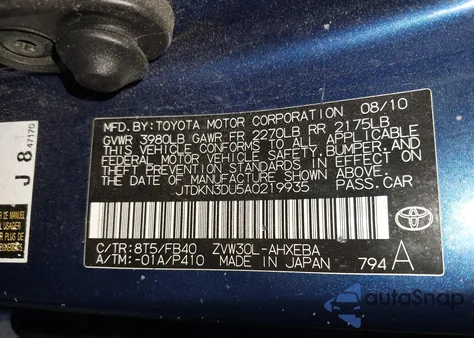 MFD. BY: TOYOTA MOTOR CORPORATION 08/10
GVWR 3980LB GAWR FR 2270LB RR 2175LB
THIS VEHICLE CONFORMS TO ALL APPLICABLE
FEDERAL MOTOR VEHICLE SAFETY, BUMPER, AND
THEFT PREVENTION STANDARDS IN EFFECT ON THE DATE OF
MANUFACTURE SHOWN ABOVE.
JTDKN3DU5A0219935 PASS.CAR
C/TR:8T5/FB40 ZVW30L-AHXEBA
A/TM:-01A/P410 MADE IN JAPAN 794 A
TOYOTA
J 8
47170
autoSnap